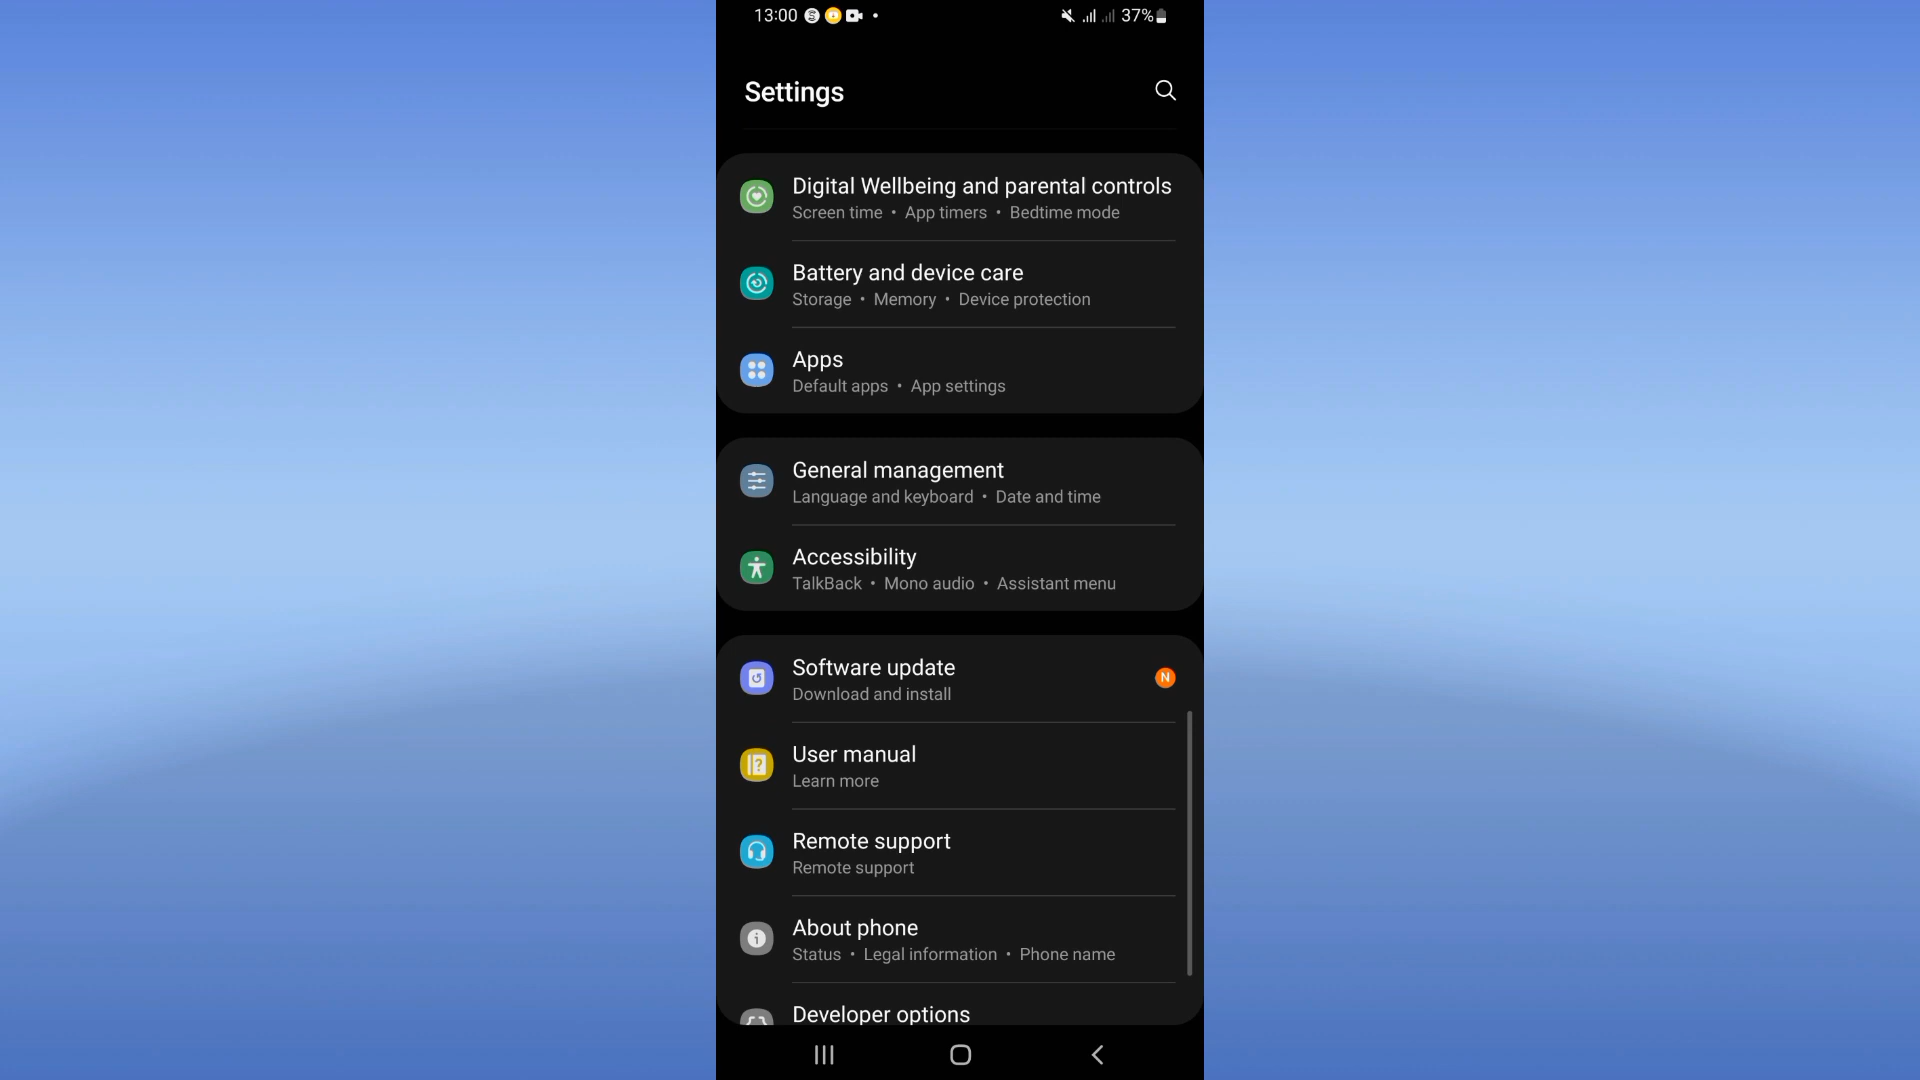 13:00
37%
Settings
Digital Wellbeing and parental controls
Screen time • App timers • Bedtime mode
Battery and device care
Storage • Memory • Device protection
Apps
Default apps • App settings
General management
Language and keyboard • Date and time
Accessibility
TalkBack • Mono audio • Assistant menu
Software update
N
Download and install
User manual
Learn more
Remote support
Remote support
About phone
Status • Legal information • Phone name
Developer options